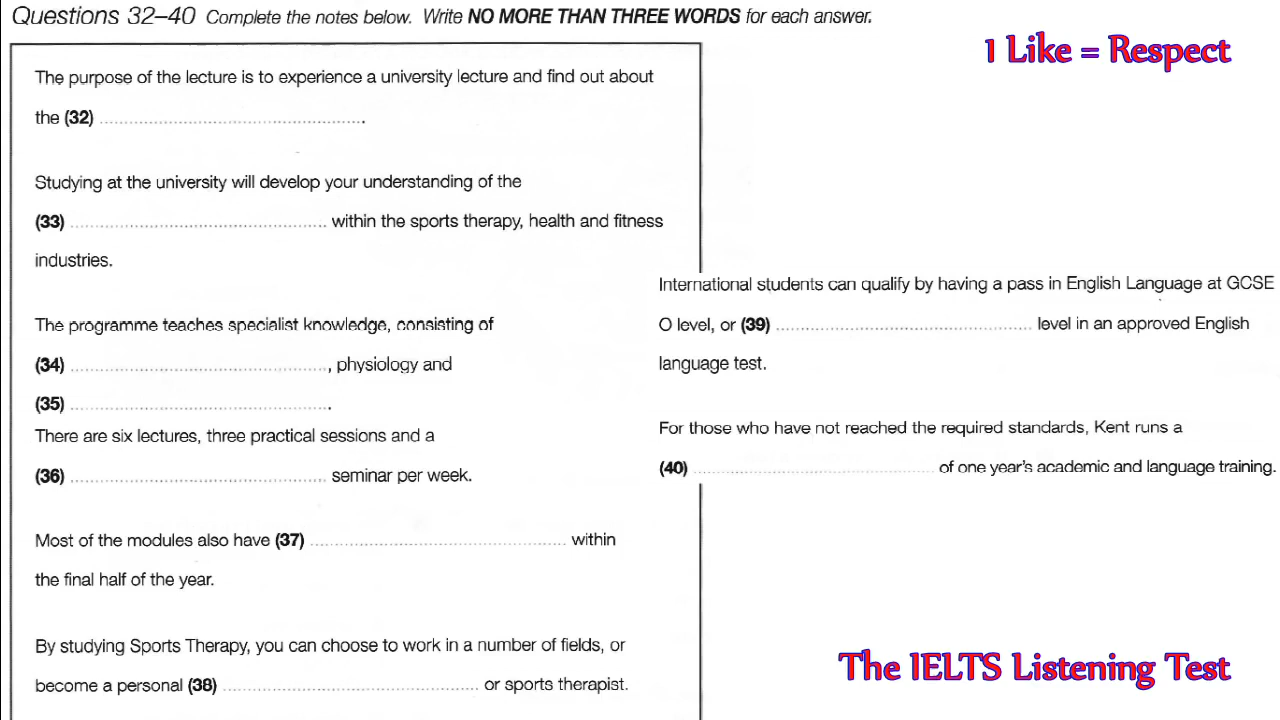 Questions 32–40 Complete the notes below. Write NO MORE THAN THREE WORDS for each answer.
1 Like = Respect
The purpose of the lecture is to experience a university lecture and find out about
the (32) ............................................... .
Studying at the university will develop your understanding of the
(33) ............................................... within the sports therapy, health and fitness
industries.
The programme teaches specialist knowledge, consisting of
(34) ............................................... , physiology and
(35) ............................................... .
There are six lectures, three practical sessions and a
(36) ............................................... seminar per week.
Most of the modules also have (37) ............................................... within
the final half of the year.
By studying Sports Therapy, you can choose to work in a number of fields, or
become a personal (38) ............................................... or sports therapist.
International students can qualify by having a pass in English Language at GCSE
O level, or (39) ............................................... level in an approved English
language test.
For those who have not reached the required standards, Kent runs a
(40) ............................................... of one year's academic and language training.
The IELTS Listening Test